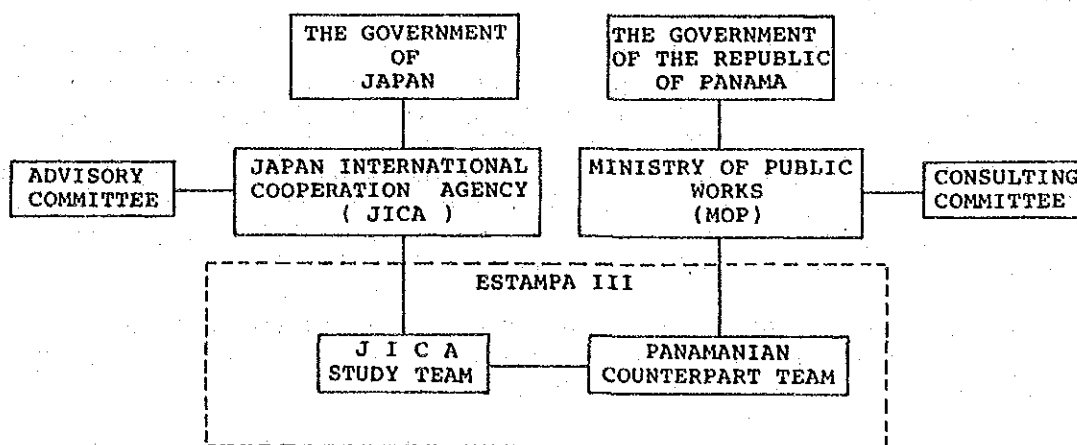 THE GOVERNMENT
OF
JAPAN
THE GOVERNMENT
OF THE REPUBLIC
OF PANAMA
ADVISORY
COMMITTEE
JAPAN INTERNATIONAL
COOPERATION AGENCY
( JICA )
MINISTRY OF PUBLIC
WORKS
(MOP)
CONSULTING
COMMITTEE
ESTAMPA III
J I C A
STUDY TEAM
PANAMANIAN
COUNTERPART TEAM